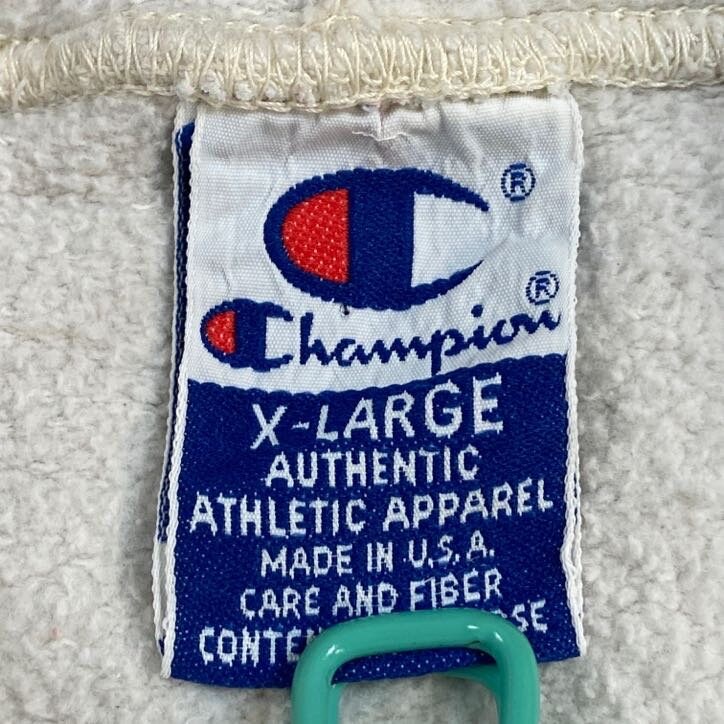 ®
Champion®
X-LARGE
AUTHENTIC
ATHLETIC APPAREL
MADE IN U.S.A.
CARE AND FIBER